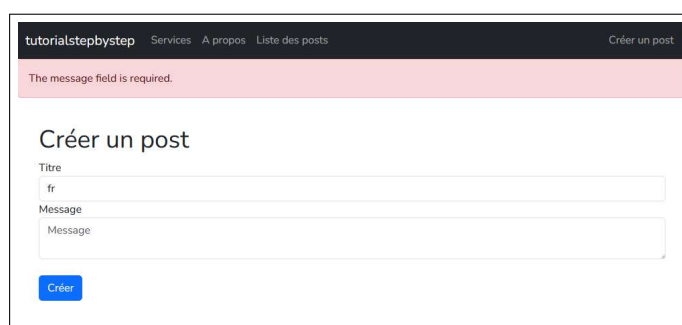 tutorialstepbystep Services A propos Liste des posts Créer un post
The message field is required.
Créer un post
Titre
fr
Message
Message
Créer